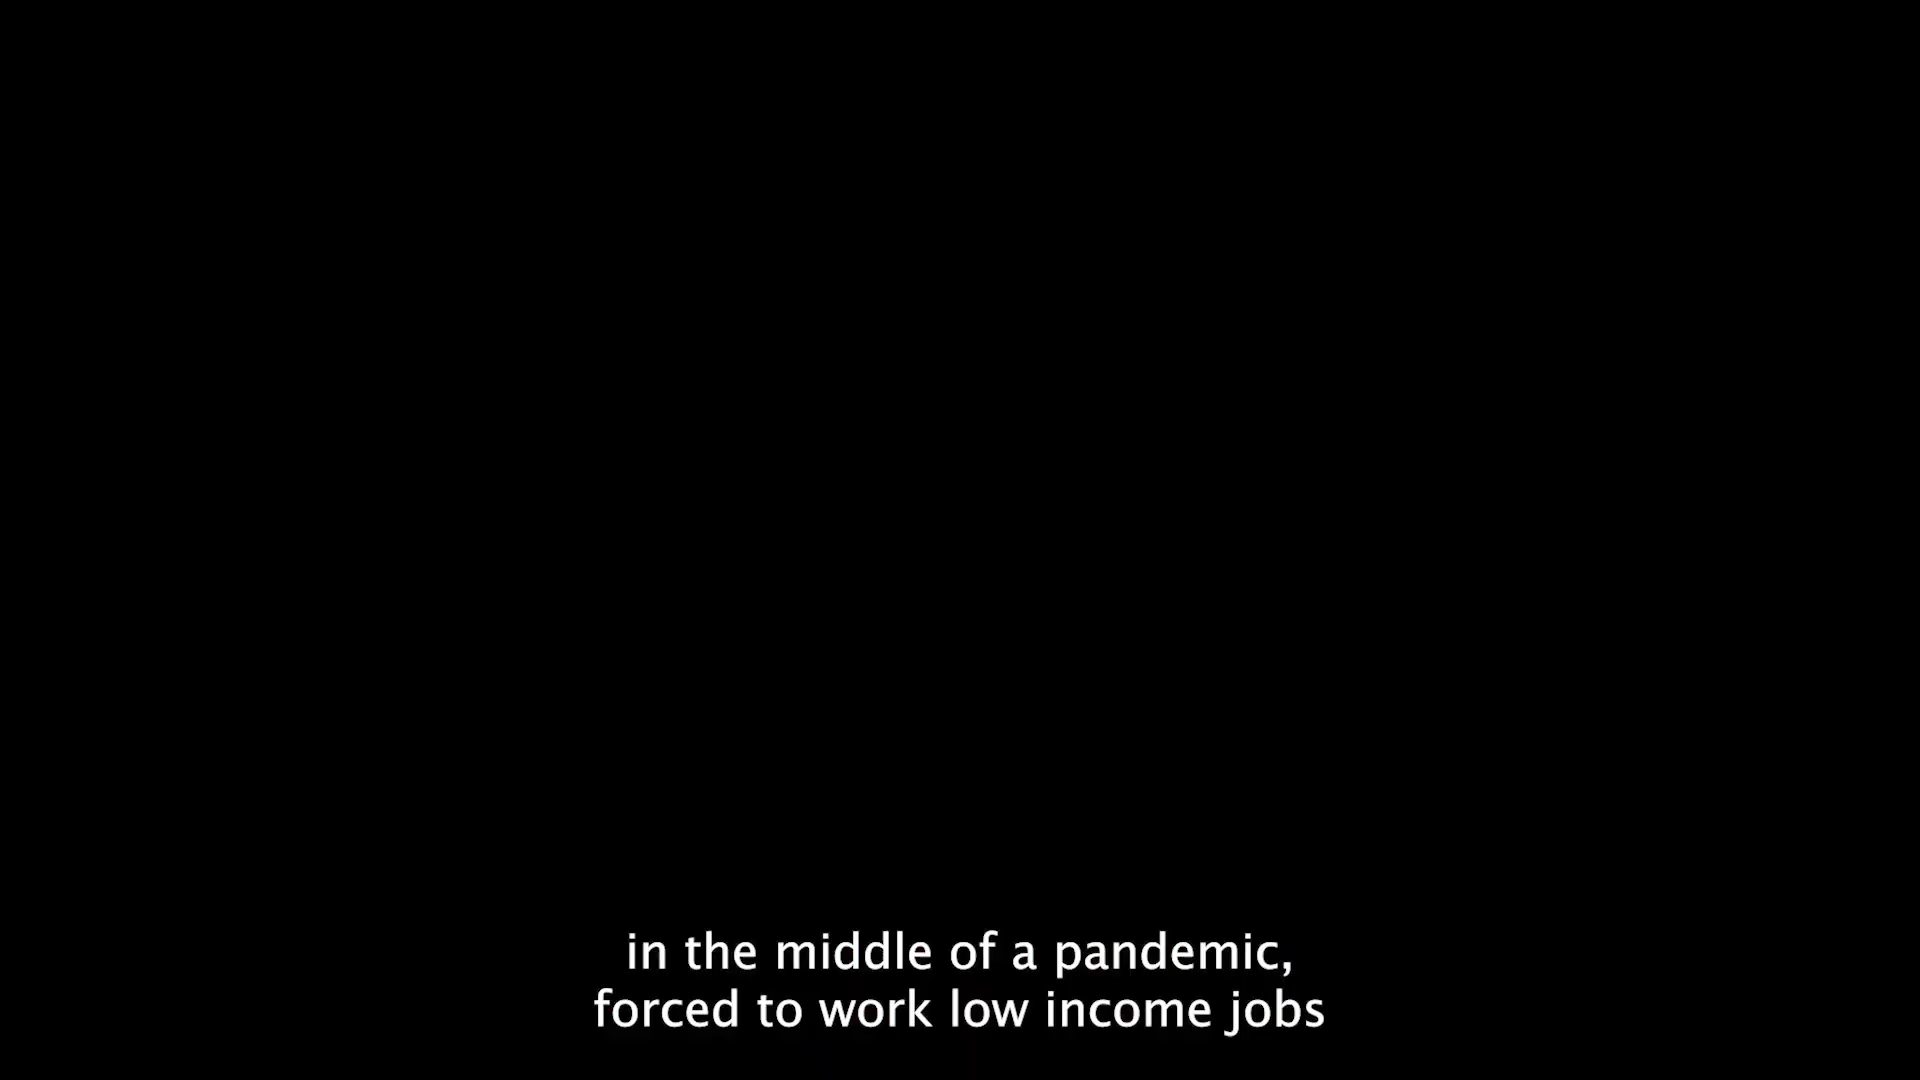 in the middle of a pandemic,
forced to work low income jobs